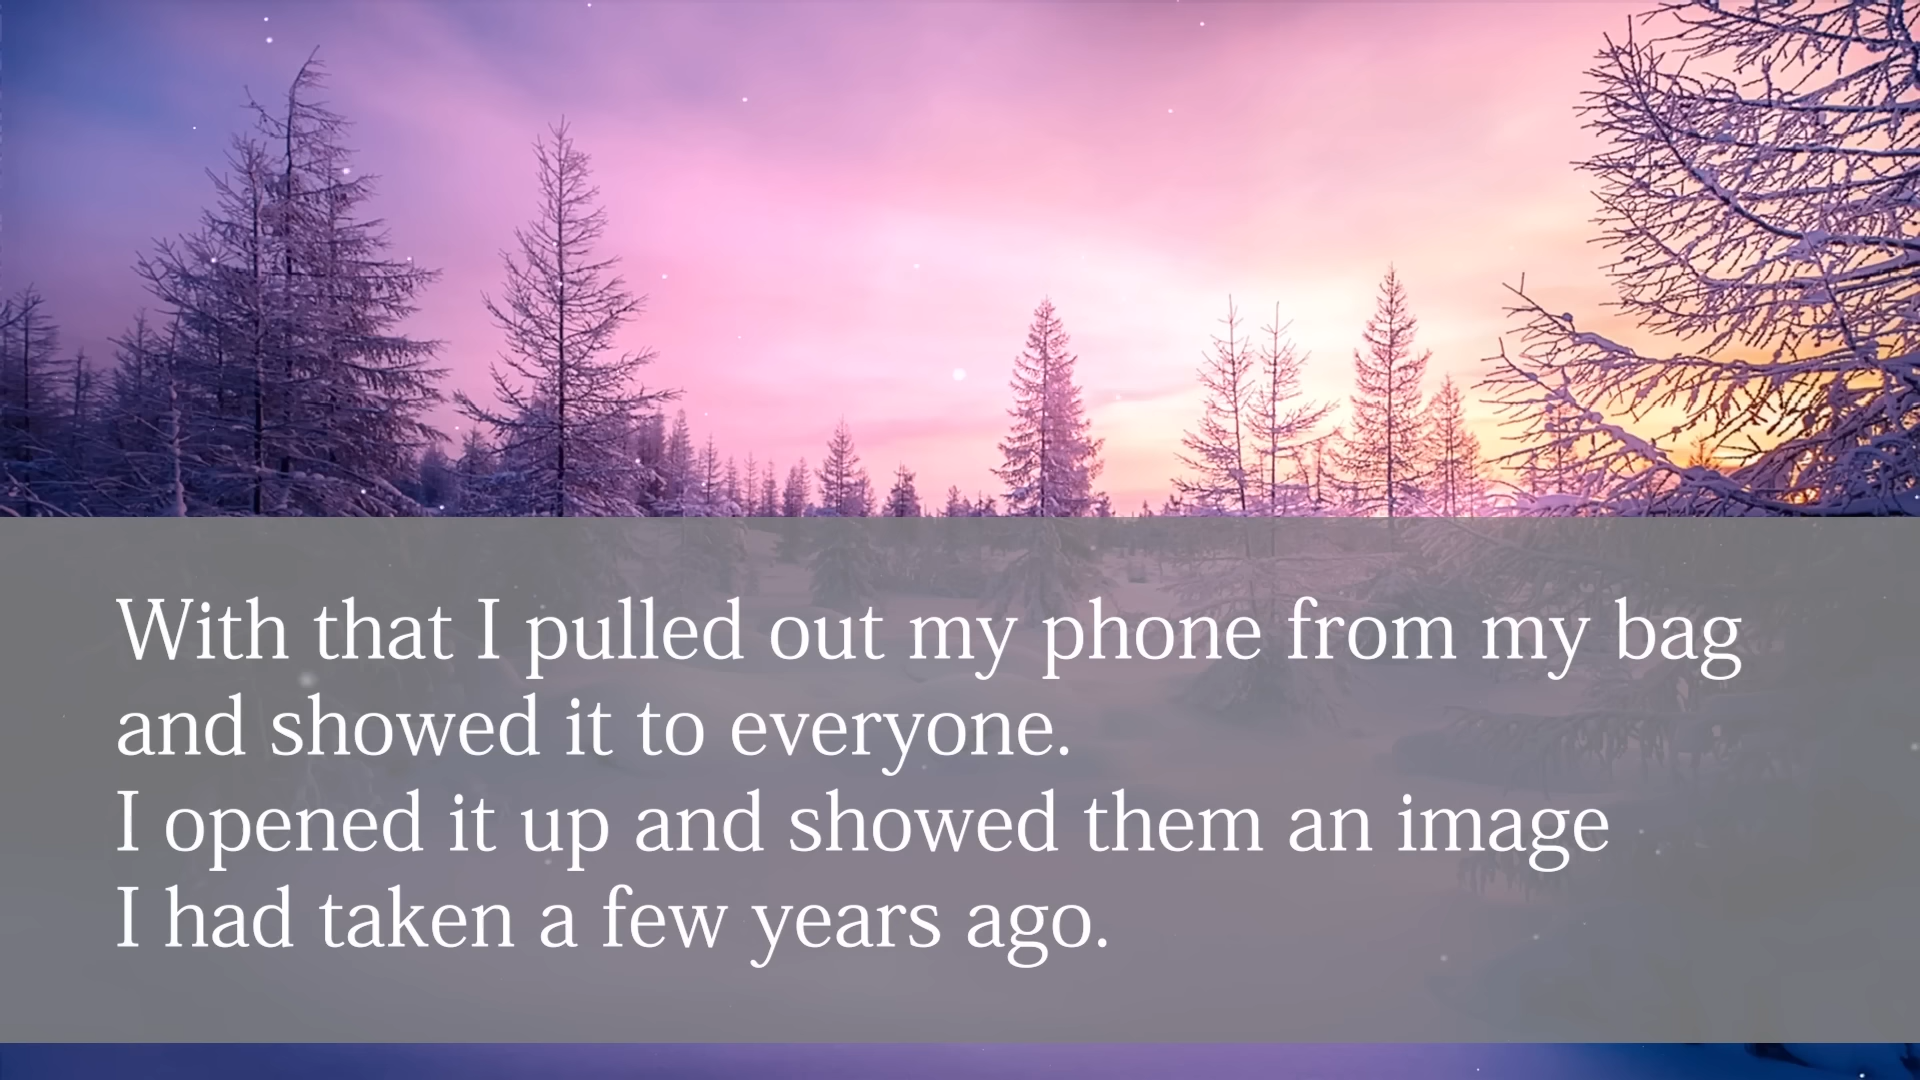 With that I pulled out my phone from my bag
and showed it to everyone.
I opened it up and showed them an image
I had taken a few years ago.